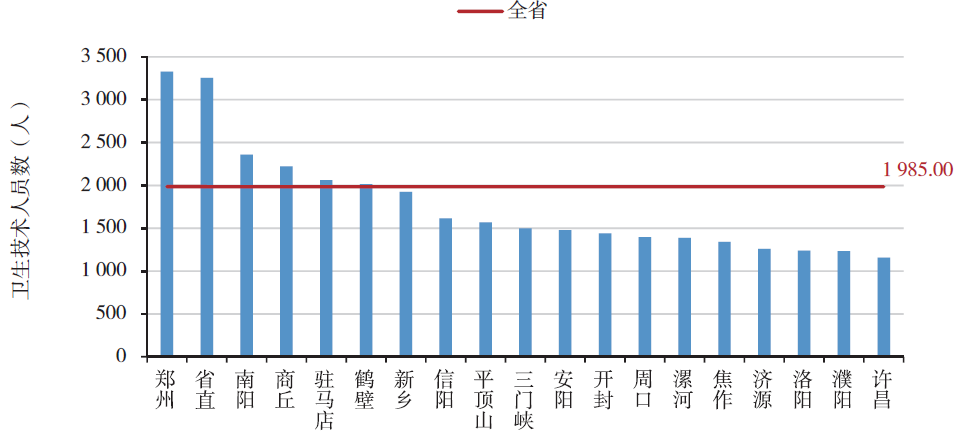 全省
卫生技术人员数（人）
3 500
3 000
2 500
2 000
1 500
1 000
500
0
1 985.00
郑州
省直
南阳
商丘
驻马店
鹤壁
新乡
信阳
平顶山
三门峡
安阳
开封
周口
漯河
焦作
济源
洛阳
濮阳
许昌